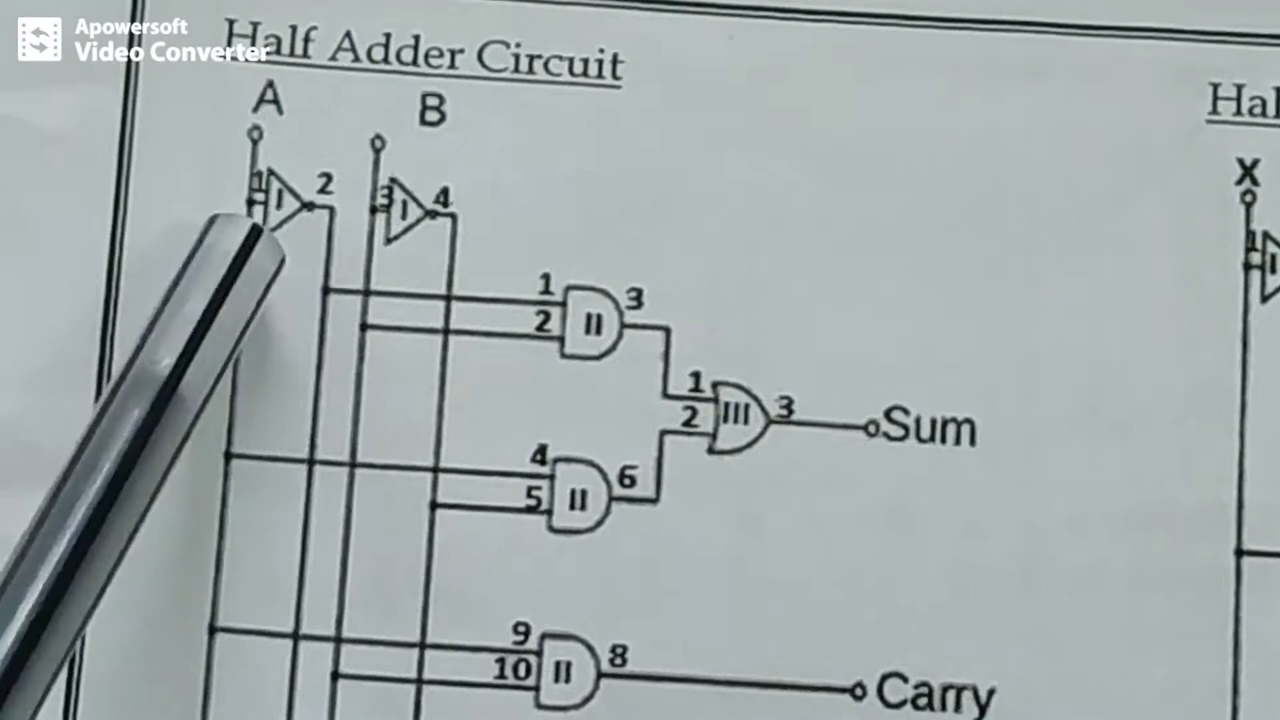 Apowersoft
Video Converter
Half Adder Circuit
A B
1 I 2 3 I 4
1 2 II 3
1 2 III 3 Sum
4 5 II 6
9 10 II 8 Carry
X
1 I